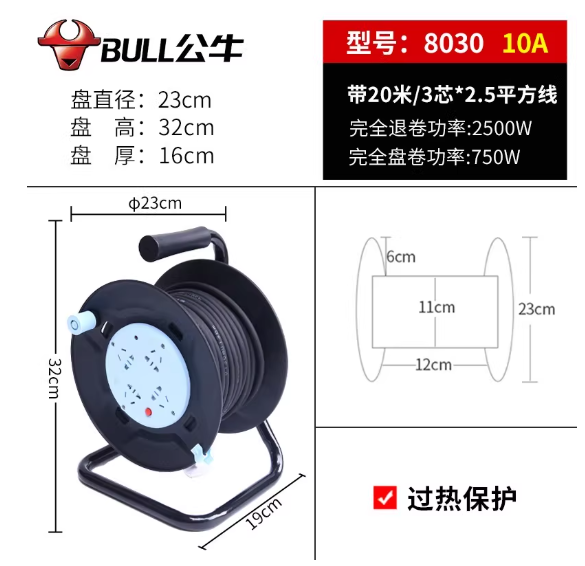 BULL公牛
盘直径：23cm
盘 高：32cm
盘 厚：16cm
型号：8030 10A
带20米/3芯*2.5平方线
完全退卷功率:2500W
完全盘卷功率:750W
ф23cm
32cm
19cm
6cm
11cm
23cm
12cm
过热保护